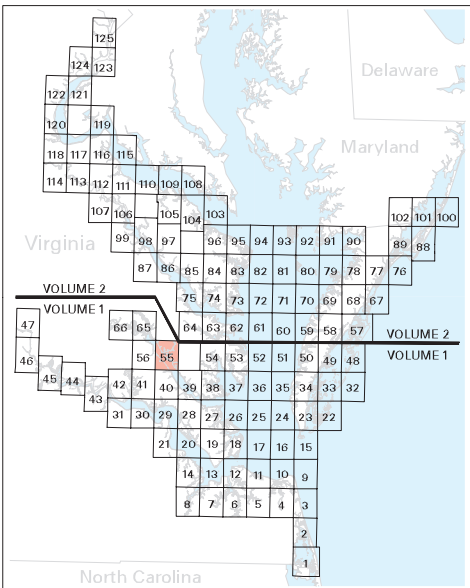 125
124 123
Delaware
122 121
120 119
Maryland
118 117 116 115
114 113 112 111 110 109 108
107 106 105 104 103 102 101 100
Virginia
99 98 97 96 95 94 93 92 91 90 89 88
87 86 85 84 83 82 81 80 79 78 77 76
VOLUME 2
75 74 73 72 71 70 69 68 67
VOLUME 1
47 66 65 64 63 62 61 60 59 58 57
VOLUME 2
46 56 55 54 53 52 51 50 49 48
VOLUME 1
45 44 43 42 41 40 39 38 37 36 35 34 33 32
31 30 29 28 27 26 25 24 23 22
21 20 19 18 17 16 15
14 13 12 11 10 9
8 7 6 5 4 3
2
1
North Carolina